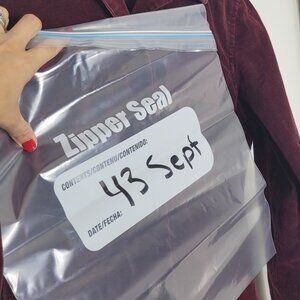 Zipper Seal
CONTENTS/CONTENU/CONTENIDO:
43 Sept
DATE/FECHA: